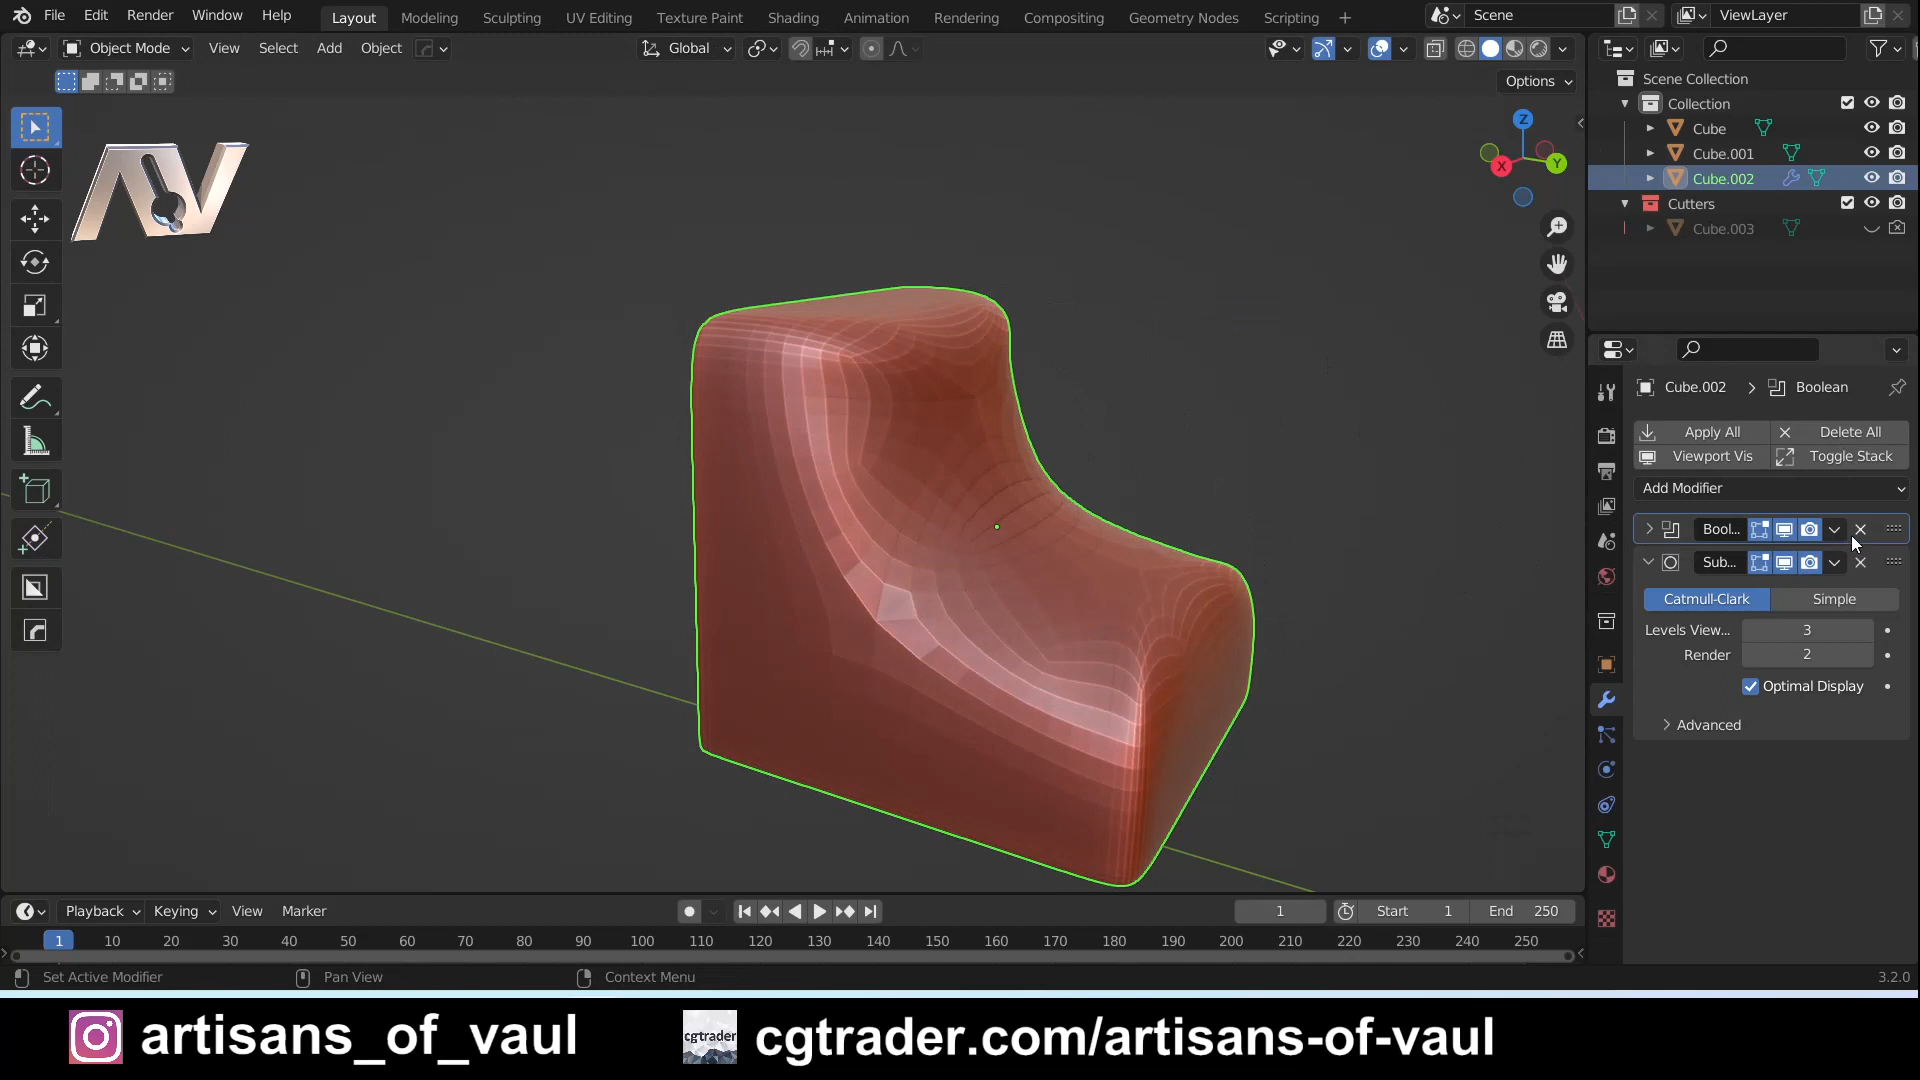 File Edit Render Window Help Layout Modeling Sculpting UV Editing Texture Paint Shading Animation Rendering Compositing Geometry Nodes Scripting + Scene ViewLayer
Object Mode View Select Add Object Global
Options
Z
X Y
Scene Collection
Collection
Cube
Cube.001
Cube.002
Cutters
Cube.003
Cube.002 > Boolean
Apply All Delete All
Viewport Vis Toggle Stack
Add Modifier
Bool...
Sub...
Catmull-Clark Simple
Levels View... 3
Render 2
Optimal Display
Advanced
Playback Keying View Marker 1 Start 1 End 250
1 10 20 30 40 50 60 70 80 90 100 110 120 130 140 150 160 170 180 190 200 210 220 230 240 250
Set Active Modifier Pan View Context Menu 3.2.0
artisans_of_vaul cgtrader cgtrader.com/artisans-of-vaul